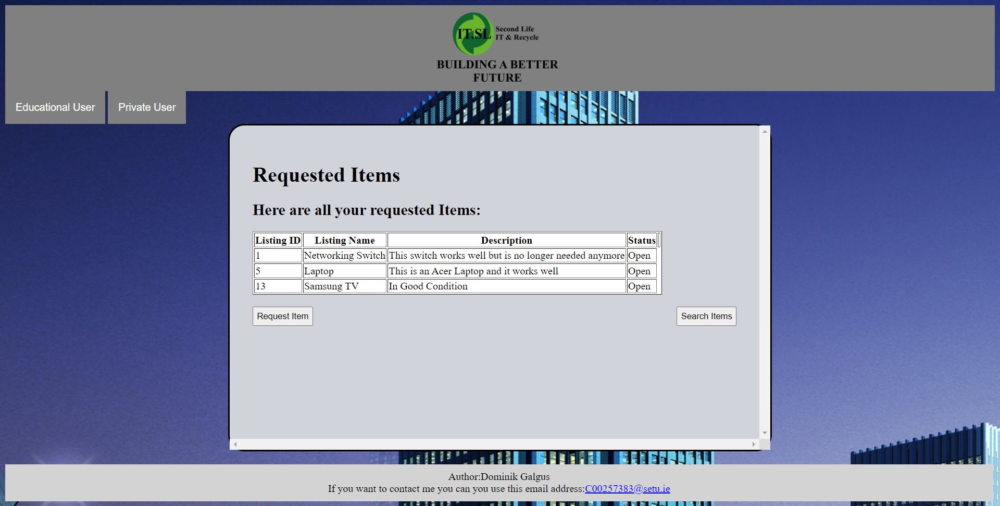 IT.SL Second Life
IT & Recycle
BUILDING A BETTER
FUTURE
Educational User Private User
Requested Items
Here are all your requested Items:
Listing ID Listing Name Description Status
1 Networking Switch This switch works well but is no longer needed anymore Open
5 Laptop This is an Acer Laptop and it works well Open
13 Samsung TV In Good Condition Open
Request Item Search Items
Author:Dominik Galgus
If you want to contact me you can you use this email address:C00257383@setu.ie